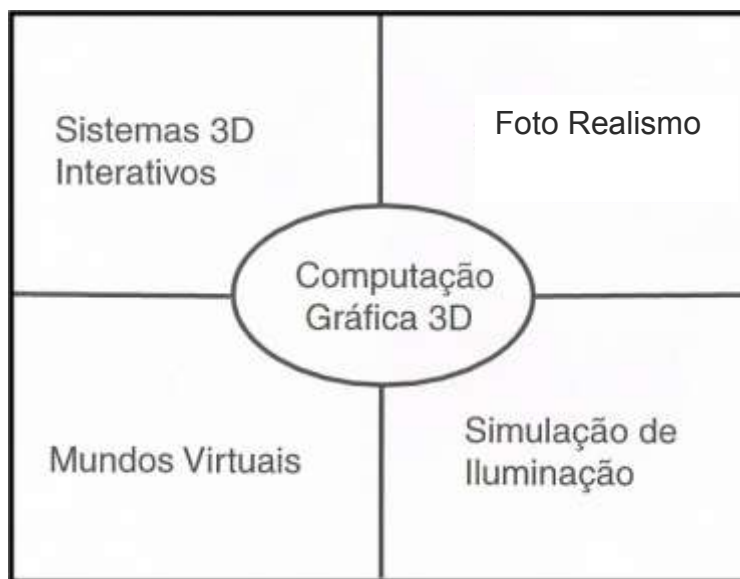 Sistemas 3D
Interativos
Foto Realismo
Computação
Gráfica 3D
Mundos Virtuais
Simulação de
Iluminação